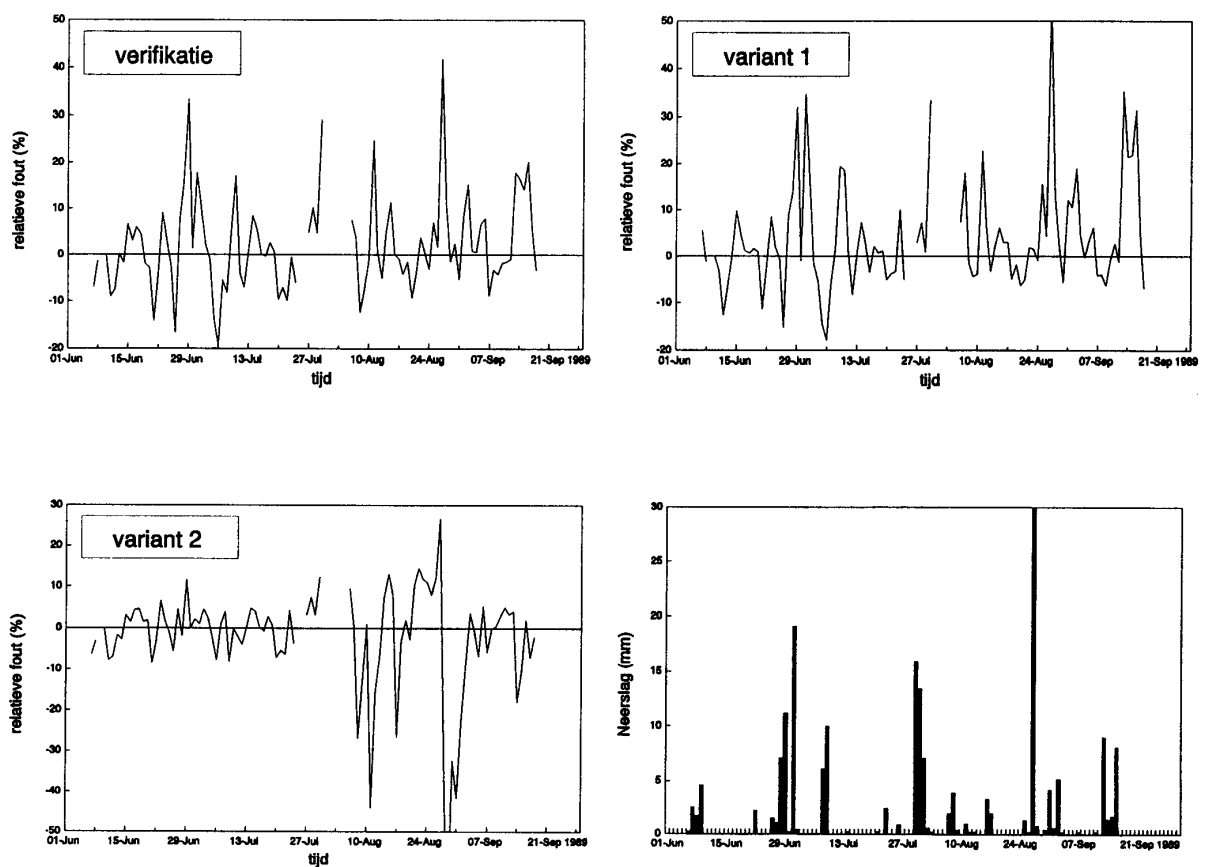 verifikatie
relatieve fout (%)
50
40
30
20
10
0
-10
-20
01-Jun 15-Jun 29-Jun 13-Jul 27-Jul 10-Aug 24-Aug 07-Sep 21-Sep 1989
tijd
variant 1
relatieve fout (%)
50
40
30
20
10
0
-10
-20
01-Jun 15-Jun 29-Jun 13-Jul 27-Jul 10-Aug 24-Aug 07-Sep 21-Sep 1989
tijd
variant 2
relatieve fout (%)
30
20
10
0
-10
-20
-30
-40
-50
01-Jun 15-Jun 29-Jun 13-Jul 27-Jul 10-Aug 24-Aug 07-Sep 21-Sep 1989
tijd
Neerslag (mm)
30
25
20
15
10
5
0
01-Jun 15-Jun 29-Jun 13-Jul 27-Jul 10-Aug 24-Aug 07-Sep 21-Sep 1989